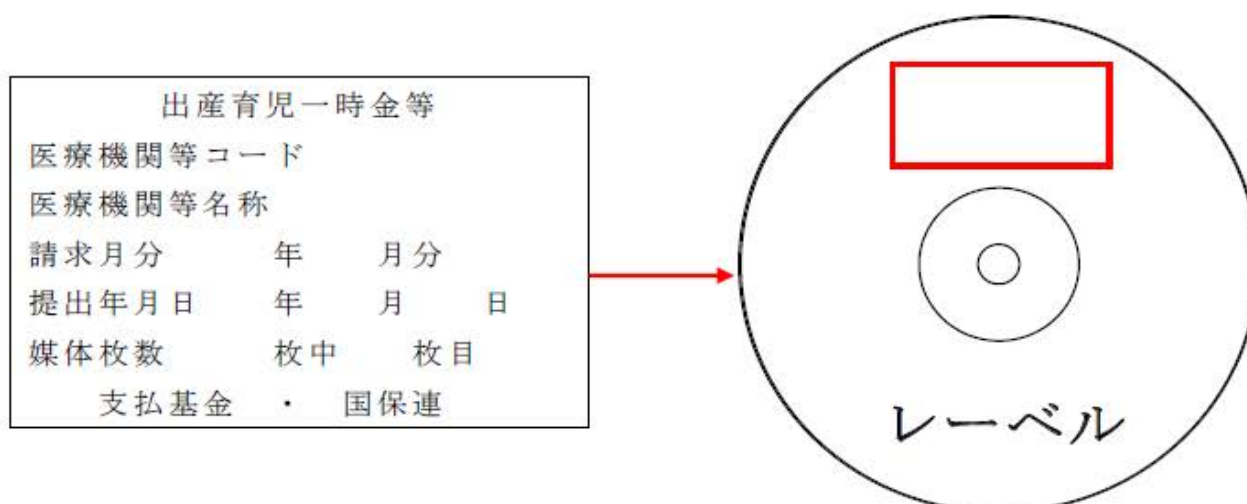 出産育児一時金等
医療機関等コード
医療機関等名称
請求月分 年 月分
提出年月日 年 月 日
媒体枚数 枚中 枚目
支払基金 ・ 国保連
レーベル